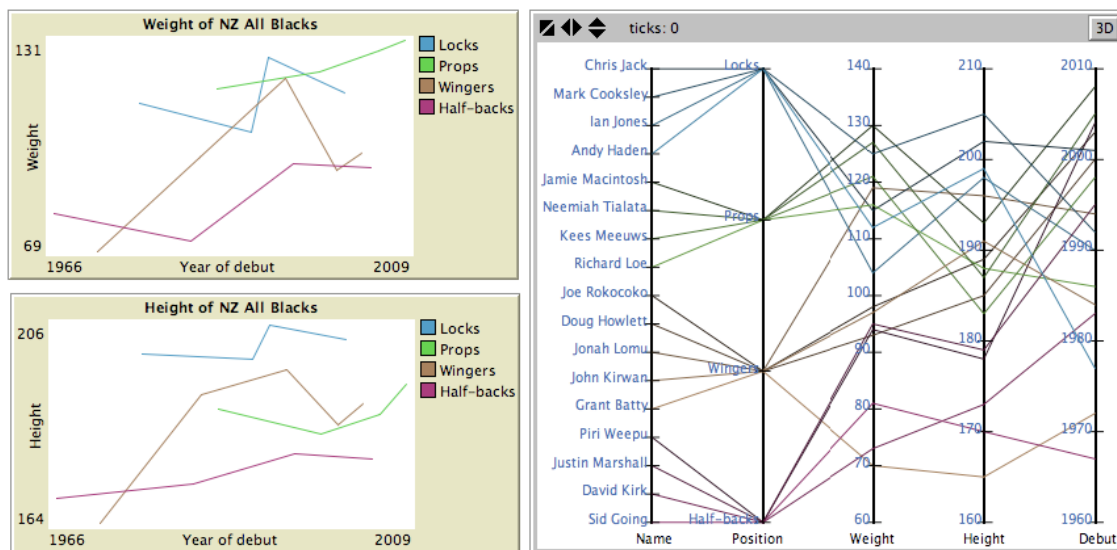 Weight of NZ All Blacks
131
Weight
69
1966 Year of debut 2009
Locks
Props
Wingers
Half-backs
Height of NZ All Blacks
206
Height
164
1966 Year of debut 2009
Locks
Props
Wingers
Half-backs
ticks: 0
3D
Chris Jack
Mark Cooksley
Ian Jones
Andy Haden
Jamie Macintosh
Neemiah Tialata
Kees Meeuws
Richard Loe
Joe Rokocoko
Doug Howlett
Jonah Lomu
John Kirwan
Grant Batty
Piri Weepu
Justin Marshall
David Kirk
Sid Going
Name
Locks
Props
Wingers
Half-backs
Position
140
130
120
110
100
90
80
70
60
Weight
210
200
190
180
170
160
Height
2010
2000
1990
1980
1970
1960
Debut